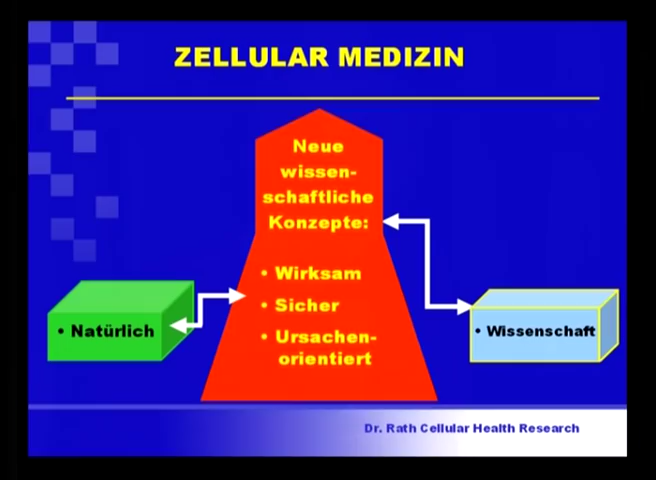 ZELLULAR MEDIZIN
Neue
wissen-
schaftliche
Konzepte:
• Wirksam
• Sicher
• Ursachen-
orientiert
• Natürlich
• Wissenschaft
Dr. Rath Cellular Health Research